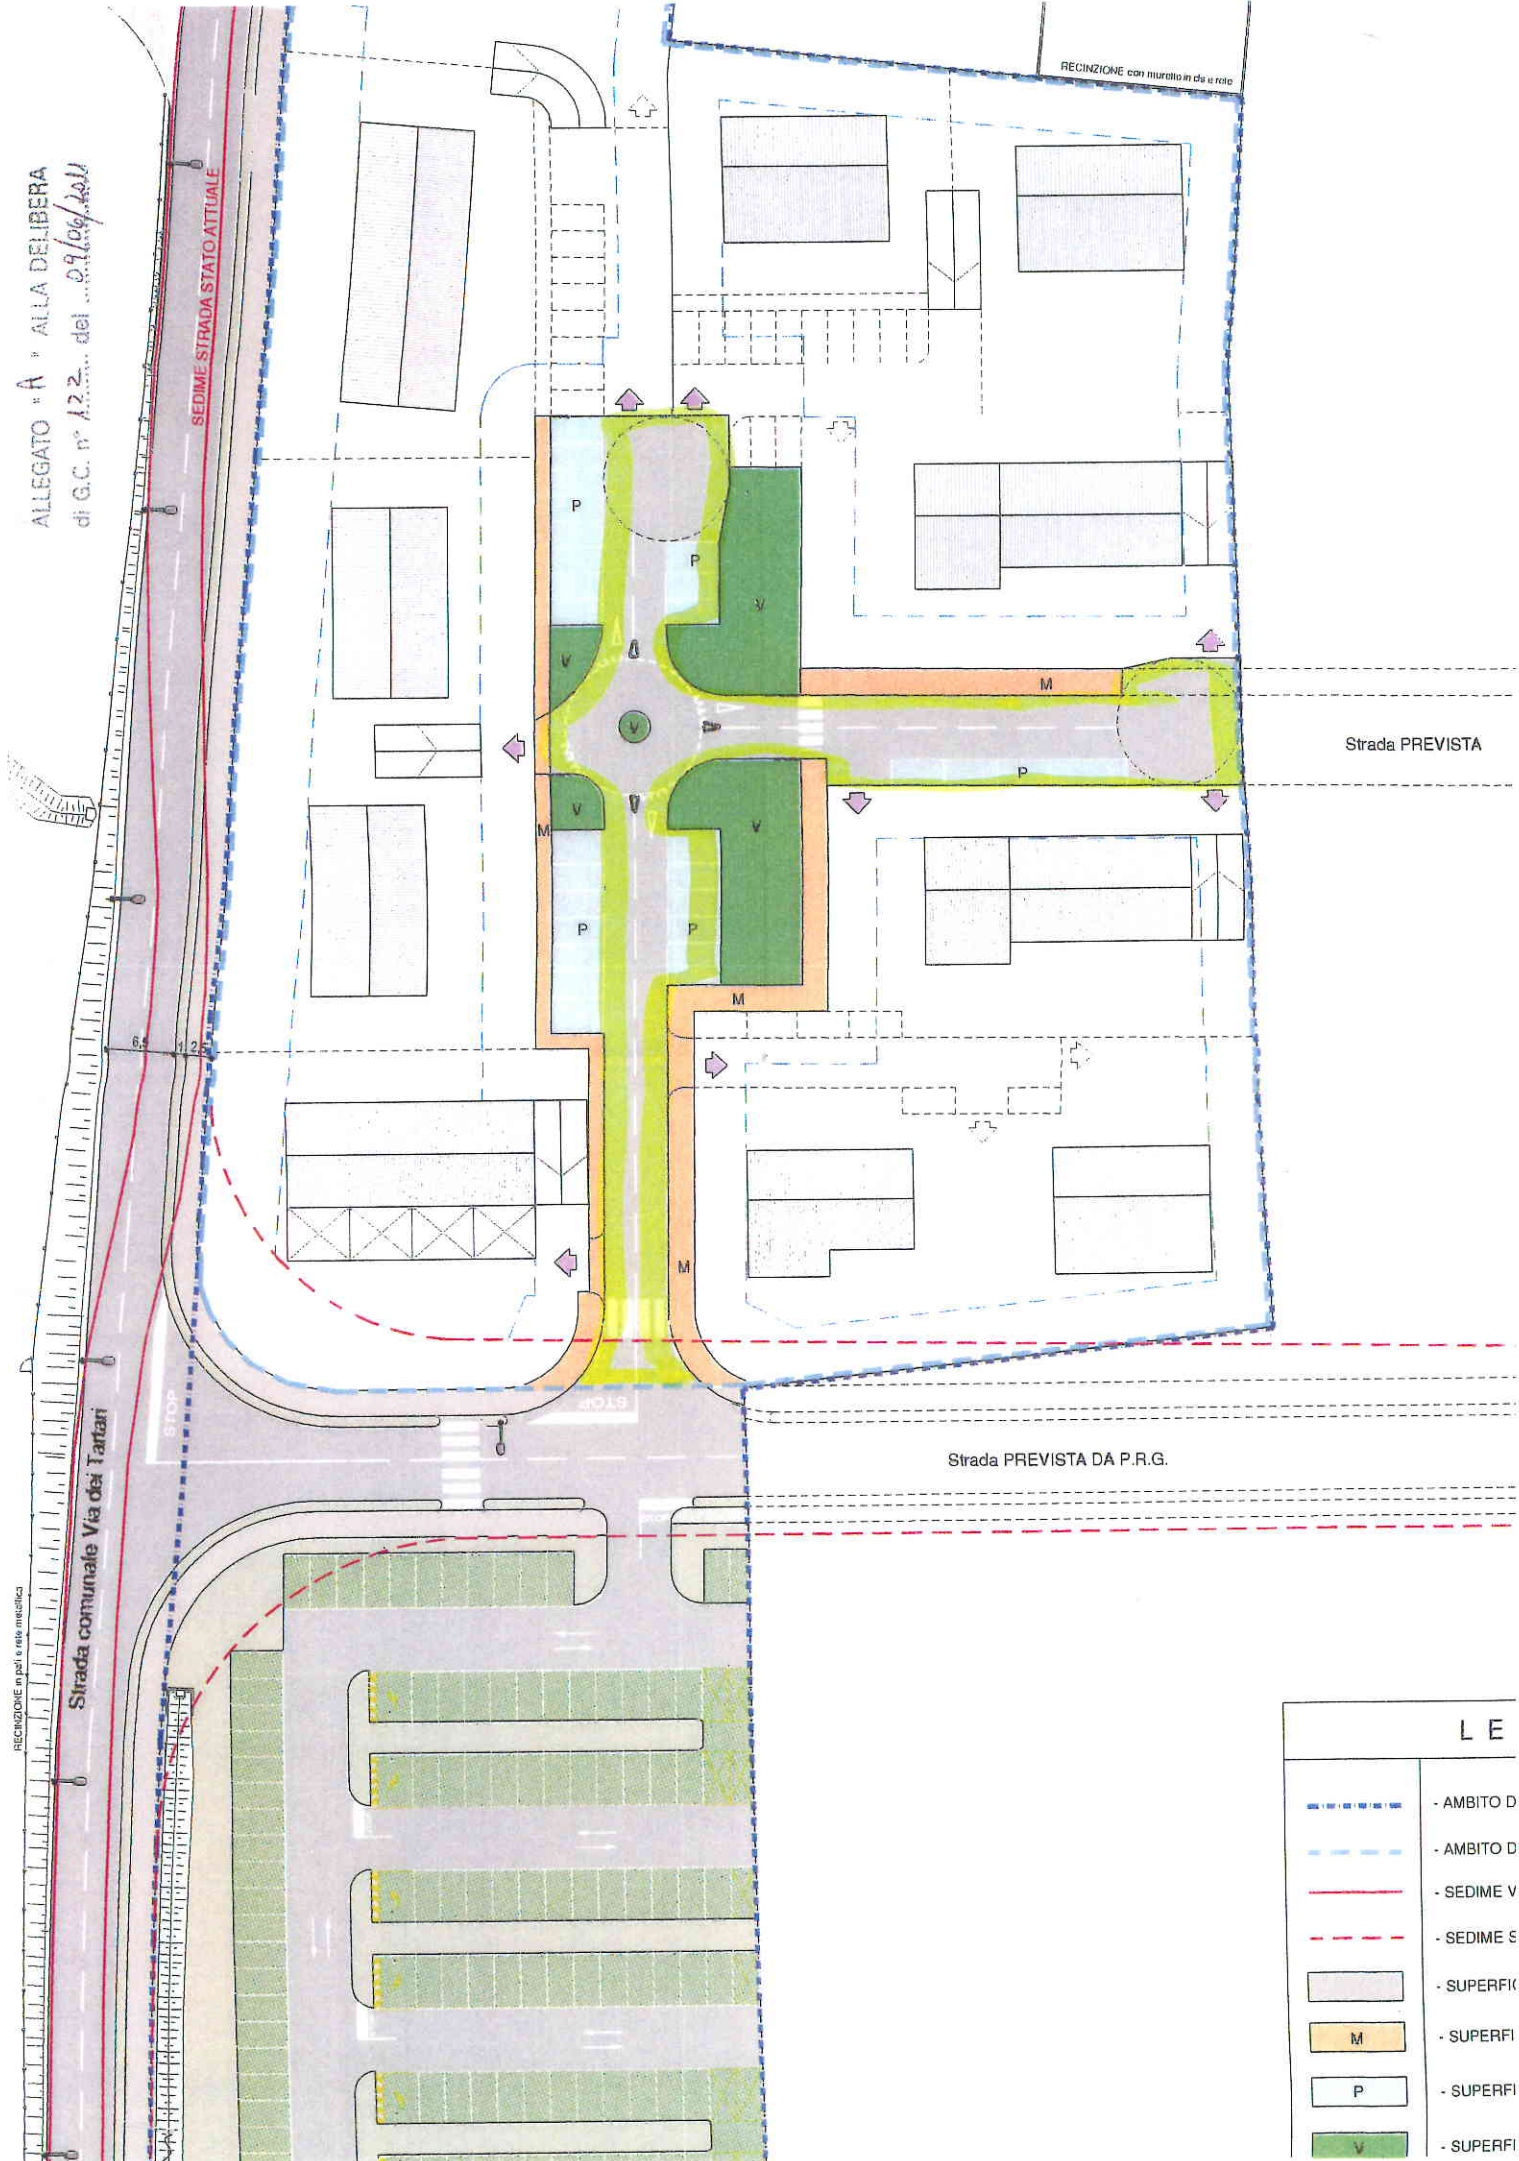 ALLEGATO "A" ALLA DELIBERA
di G.C. n° 122 del 09/06/2011
SEDIME STRADA STATO ATTUALE
RECINZIONE con muretto in cls e rete
P
P
V
V
M
V
Strada PREVISTA
P
V
V
M
P
P
M
6,5
M
STOP
STOP
Strada PREVISTA DA P.R.G.
Strada comunale Via dei Tartari
RECINZIONE in pali e rete metallica
L E
- AMBITO D
- AMBITO D
- SEDIME V
- SEDIME S
- SUPERFIC
M - SUPERFI
P - SUPERFI
V - SUPERFI